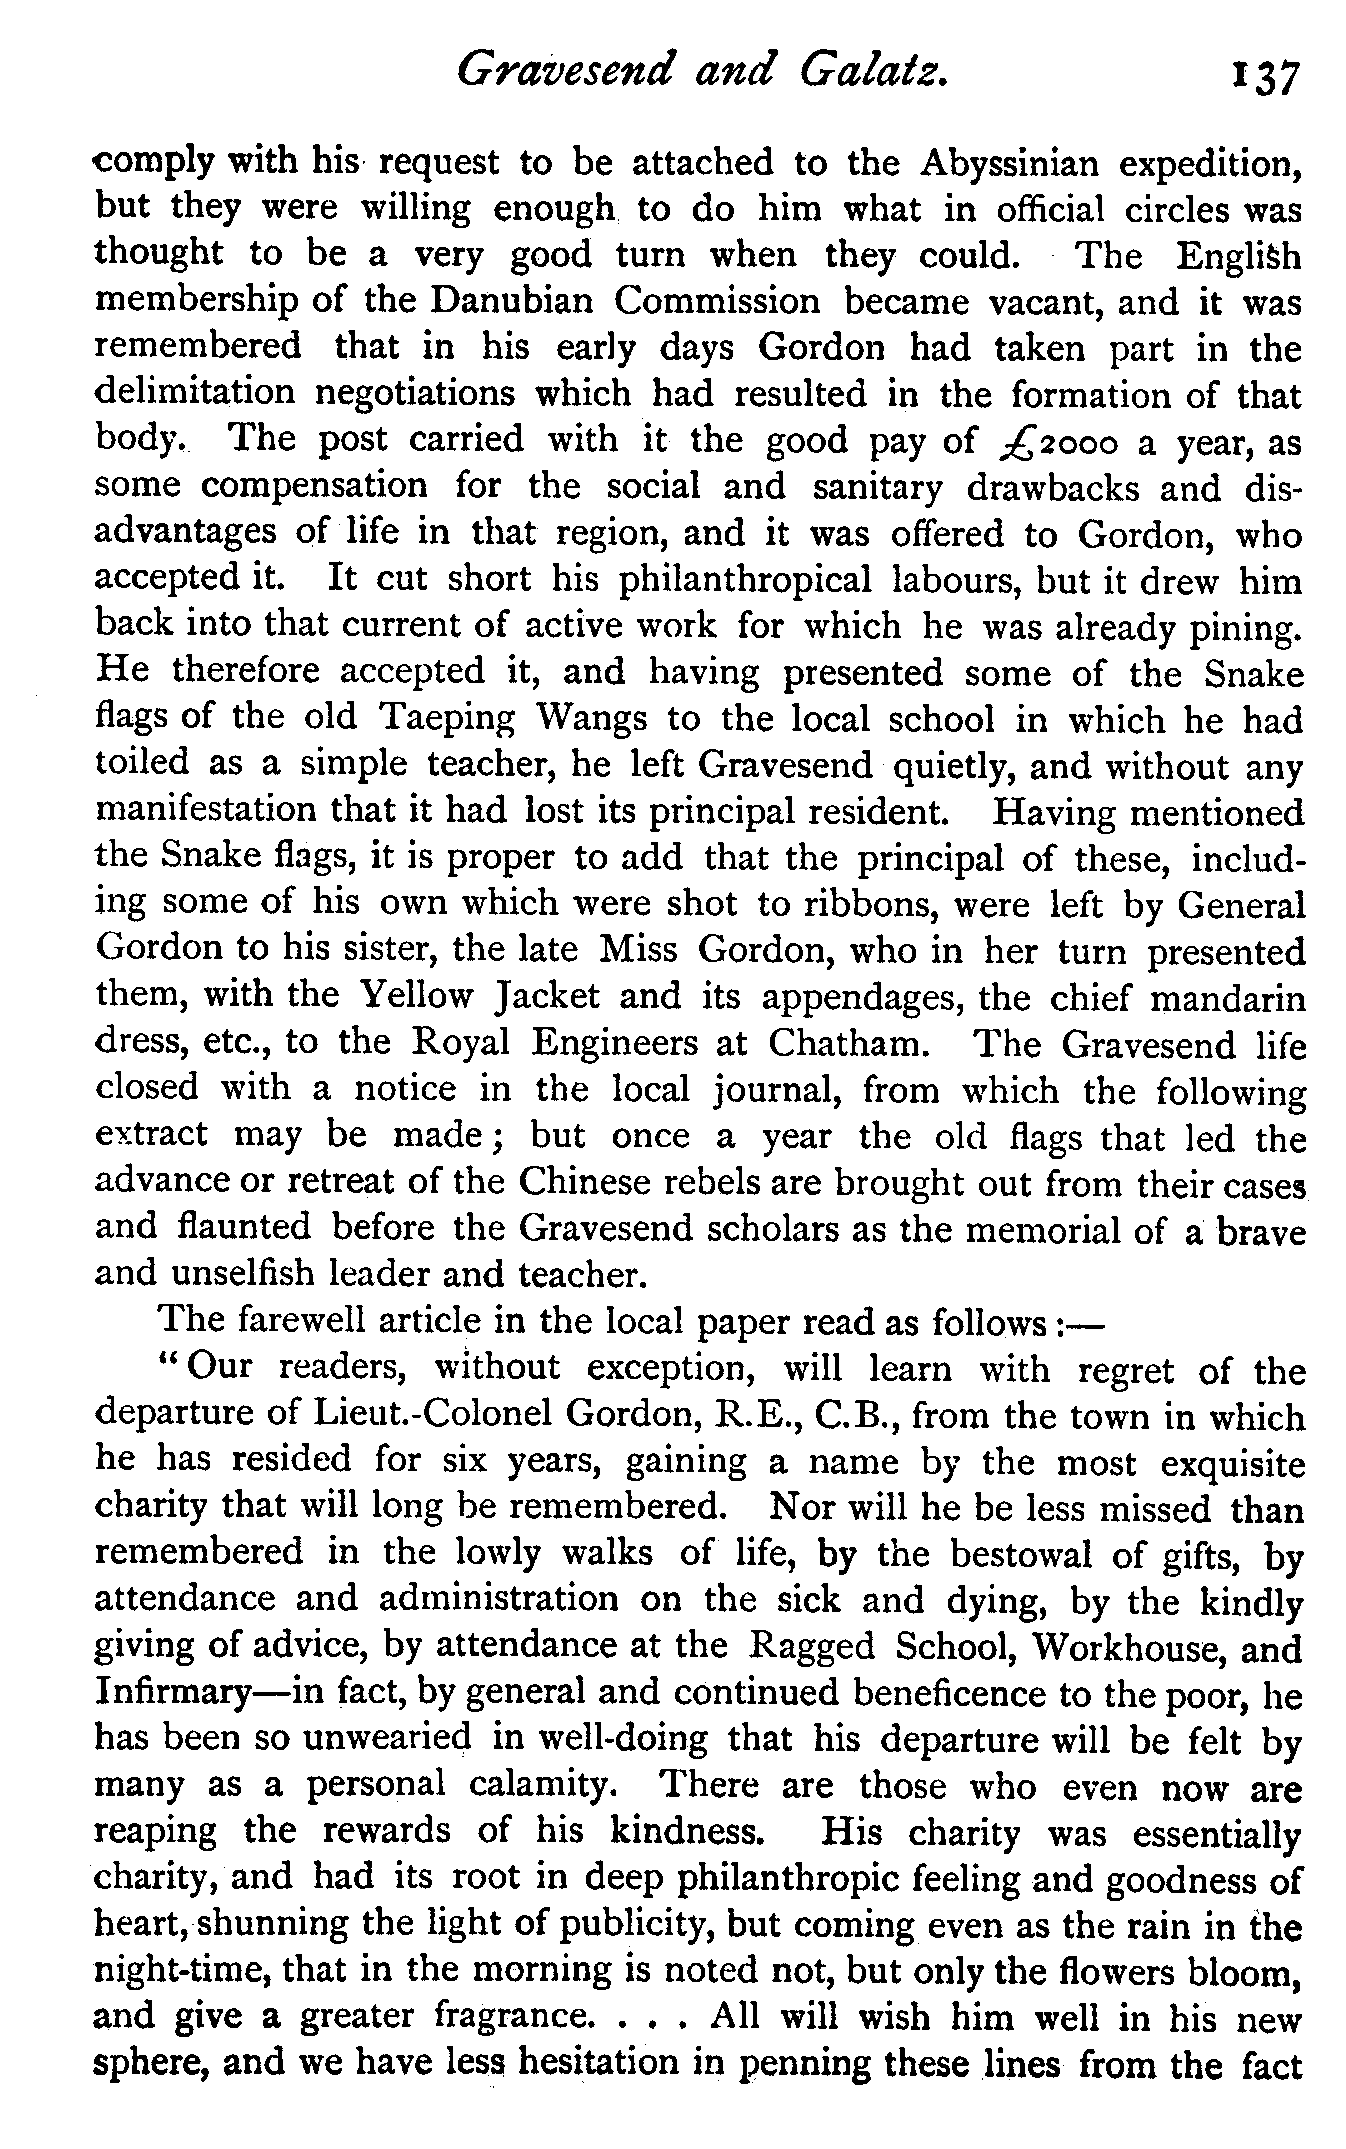 Gravesend and Galatz. 137
comply with his request to be attached to the Abyssinian expedition,
but they were willing enough to do him what in official circles was
thought to be a very good turn when they could. The English
membership of the Danubian Commission became vacant, and it was
remembered that in his early days Gordon had taken part in the
delimitation negotiations which had resulted in the formation of that
body. The post carried with it the good pay of £2000 a year, as
some compensation for the social and sanitary drawbacks and dis-
advantages of life in that region, and it was offered to Gordon, who
accepted it. It cut short his philanthropical labours, but it drew him
back into that current of active work for which he was already pining.
He therefore accepted it, and having presented some of the Snake
flags of the old Taeping Wangs to the local school in which he had
toiled as a simple teacher, he left Gravesend quietly, and without any
manifestation that it had lost its principal resident. Having mentioned
the Snake flags, it is proper to add that the principal of these, includ-
ing some of his own which were shot to ribbons, were left by General
Gordon to his sister, the late Miss Gordon, who in her turn presented
them, with the Yellow Jacket and its appendages, the chief mandarin
dress, etc., to the Royal Engineers at Chatham. The Gravesend life
closed with a notice in the local journal, from which the following
extract may be made; but once a year the old flags that led the
advance or retreat of the Chinese rebels are brought out from their cases
and flaunted before the Gravesend scholars as the memorial of a brave
and unselfish leader and teacher.
The farewell article in the local paper read as follows:—
"Our readers, without exception, will learn with regret of the
departure of Lieut.-Colonel Gordon, R.E., C.B., from the town in which
he has resided for six years, gaining a name by the most exquisite
charity that will long be remembered. Nor will he be less missed than
remembered in the lowly walks of life, by the bestowal of gifts, by
attendance and administration on the sick and dying, by the kindly
giving of advice, by attendance at the Ragged School, Workhouse, and
Infirmary—in fact, by general and continued beneficence to the poor, he
has been so unwearied in well-doing that his departure will be felt by
many as a personal calamity. There are those who even now are
reaping the rewards of his kindness. His charity was essentially
charity, and had its root in deep philanthropic feeling and goodness of
heart, shunning the light of publicity, but coming even as the rain in the
night-time, that in the morning is noted not, but only the flowers bloom,
and give a greater fragrance. . . . All will wish him well in his new
sphere, and we have less hesitation in penning these lines from the fact